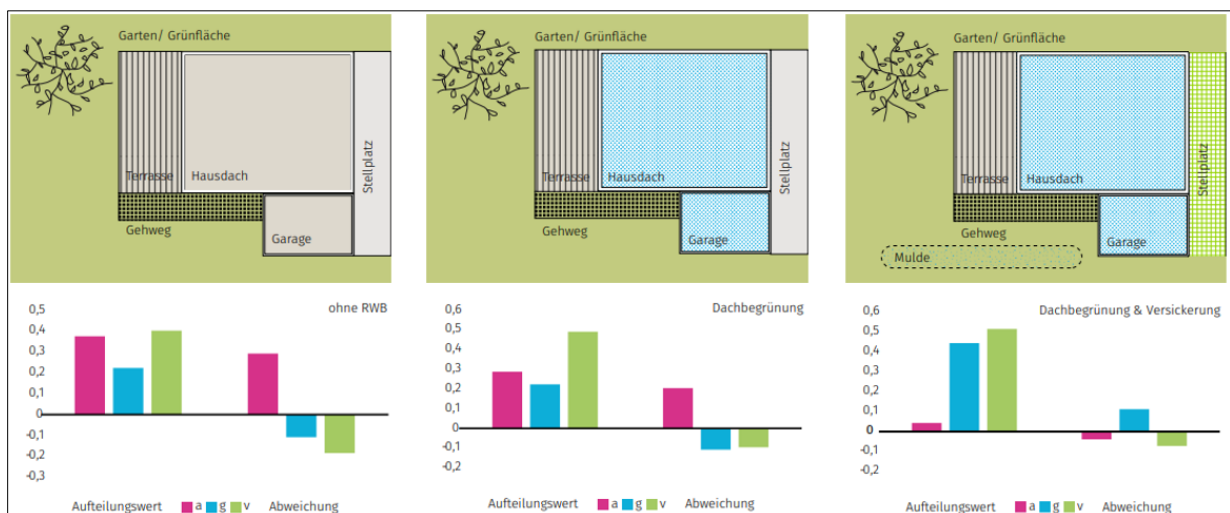 Garten/ Grünfläche
Terrasse
Hausdach
Stellplatz
Gehweg
Garage
ohne RWB
0,5
0,4
0,3
0,2
0,1
0
-0,1
-0,2
-0,3
Aufteilungswert a g v Abweichung
Garten/ Grünfläche
Terrasse
Hausdach
Stellplatz
Gehweg
Garage
Dachbegrünung
0,6
0,5
0,4
0,3
0,2
0,1
0
-0,1
-0,2
Aufteilungswert a g v Abweichung
Garten/ Grünfläche
Terrasse
Hausdach
Stellplatz
Gehweg
Garage
Mulde
Dachbegrünung & Versickerung
0,6
0,5
0,4
0,3
0,2
0,1
0
-0,1
-0,2
Aufteilungswert a g v Abweichung